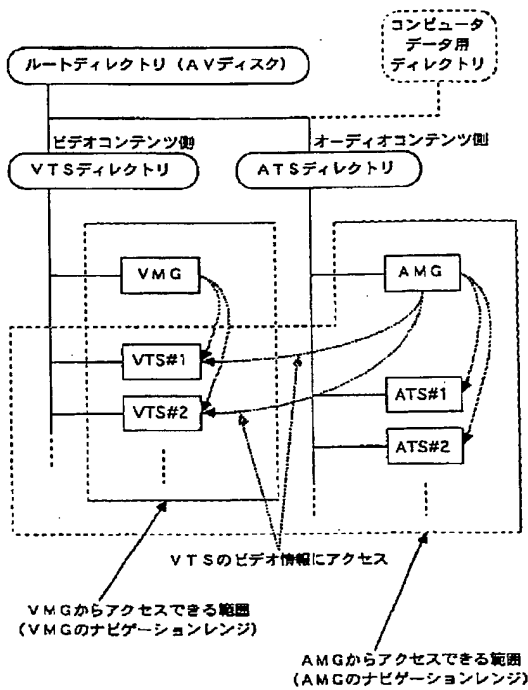 コンピュータ
データ用
ディレクトリ
ルートディレクトリ(AVディスク)
ビデオコンテンツ側
オーディオコンテンツ側
VTSディレクトリ
ATSディレクトリ
VMG
AMG
VTS#1
VTS#2
ATS#1
ATS#2
VTSのビデオ情報にアクセス
VMGからアクセスできる範囲
(VMGのナビゲーションレンジ)
AMGからアクセスできる範囲
(AMGのナビゲーションレンジ)